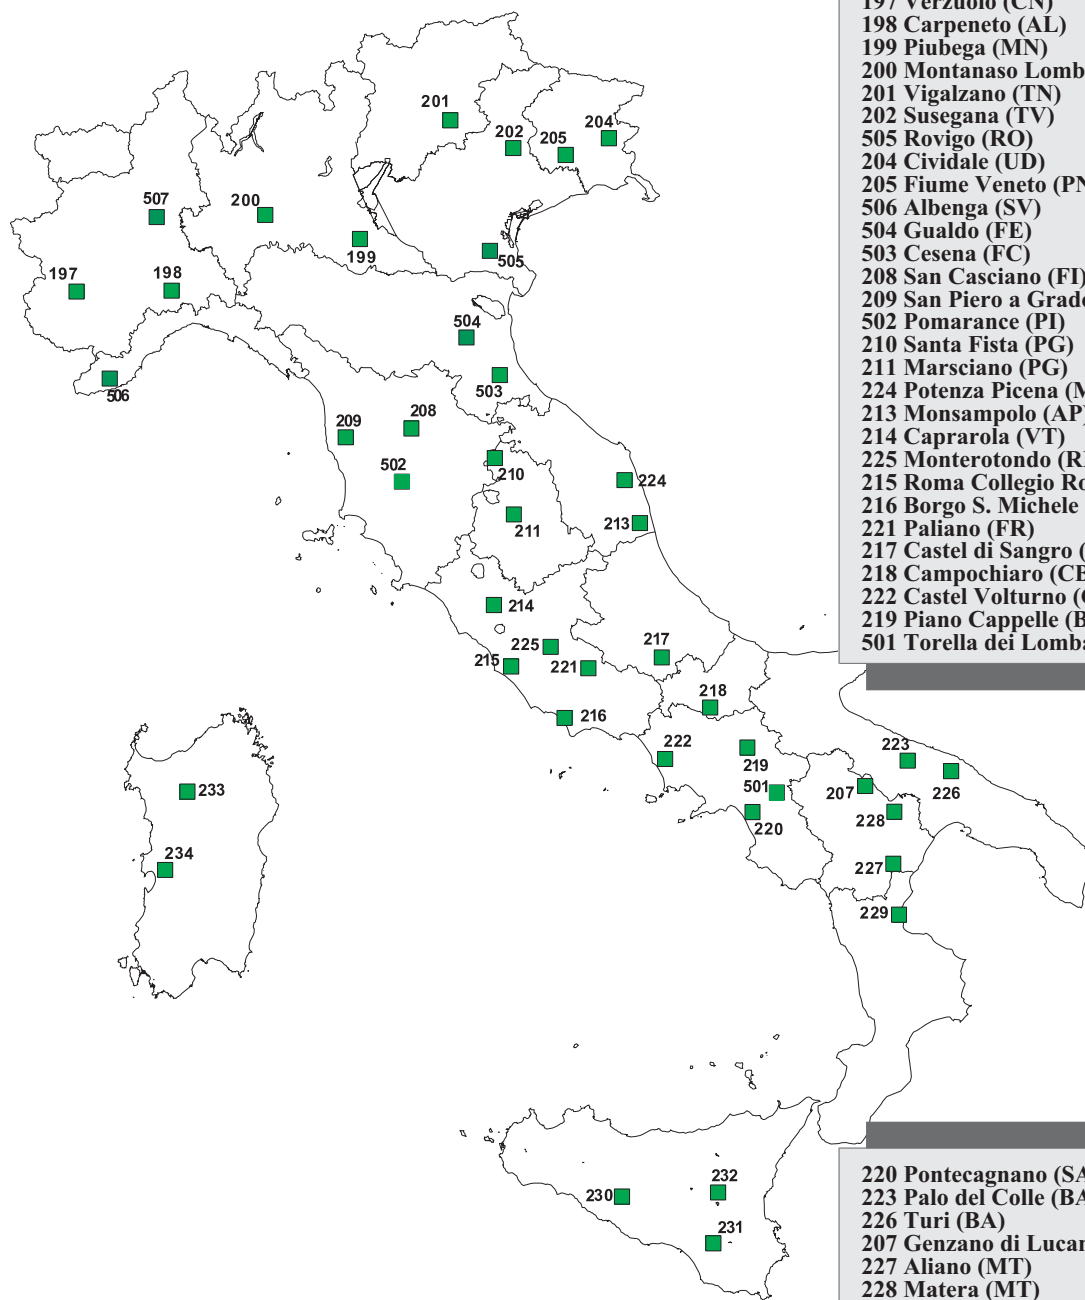 197 Verzuolo (CN)
198 Carpeneto (AL)
199 Piubega (MN)
200 Montanaso Lomb
201 Vigalzano (TN)
202 Susegana (TV)
505 Rovigo (RO)
204 Cividale (UD)
205 Fiume Veneto (PN
506 Albenga (SV)
504 Gualdo (FE)
503 Cesena (FC)
208 San Casciano (FI)
209 San Piero a Grado
502 Pomarance (PI)
210 Santa Fista (PG)
211 Marsciano (PG)
224 Potenza Picena (M
213 Monsampolo (AP)
214 Caprarola (VT)
225 Monterotondo (R
215 Roma Collegio Ro
216 Borgo S. Michele
221 Paliano (FR)
217 Castel di Sangro (
218 Campochiaro (CB
222 Castel Volturno (C
219 Piano Cappelle (B
501 Torella dei Lomba
201
202
204
205
507
200
199
505
197
198
504
506
503
208
209
210
502
224
211
213
214
225
217
215
221
218
216
222
219
223
226
501
207
220
228
227
229
233
234
232
230
231
220 Pontecagnano (SA
223 Palo del Colle (BA
226 Turi (BA)
207 Genzano di Lucan
227 Aliano (MT)
228 Matera (MT)